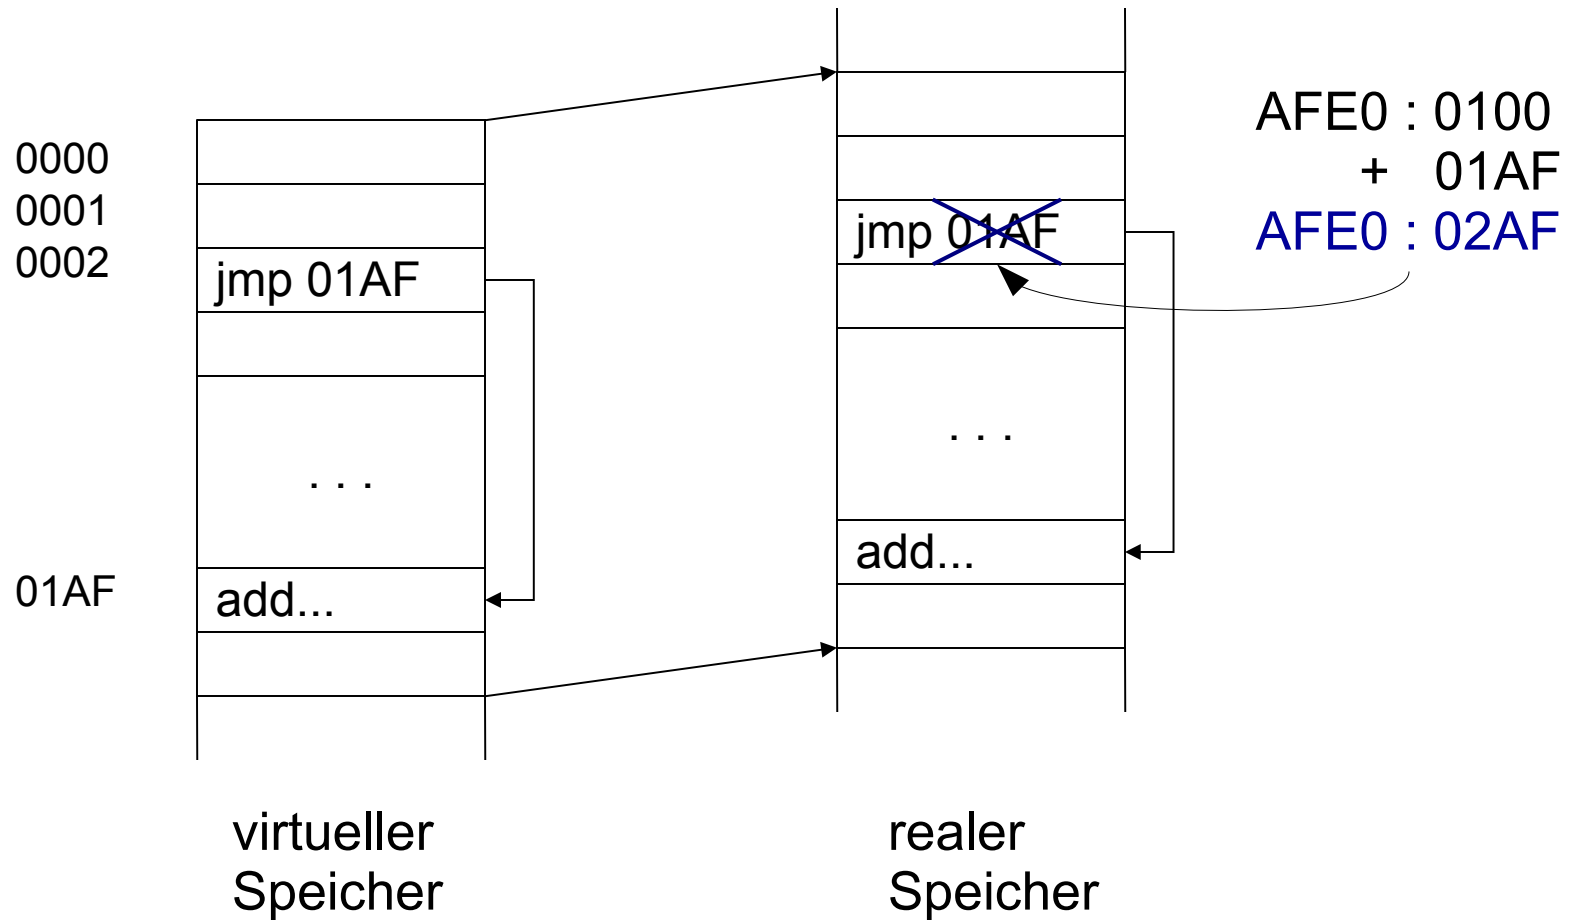 0000
0001
0002
jmp 01AF
. . .
01AF
add...
virtueller
Speicher
jmp 01AF
. . .
add...
realer
Speicher
AFE0 : 0100
+ 01AF
AFE0 : 02AF